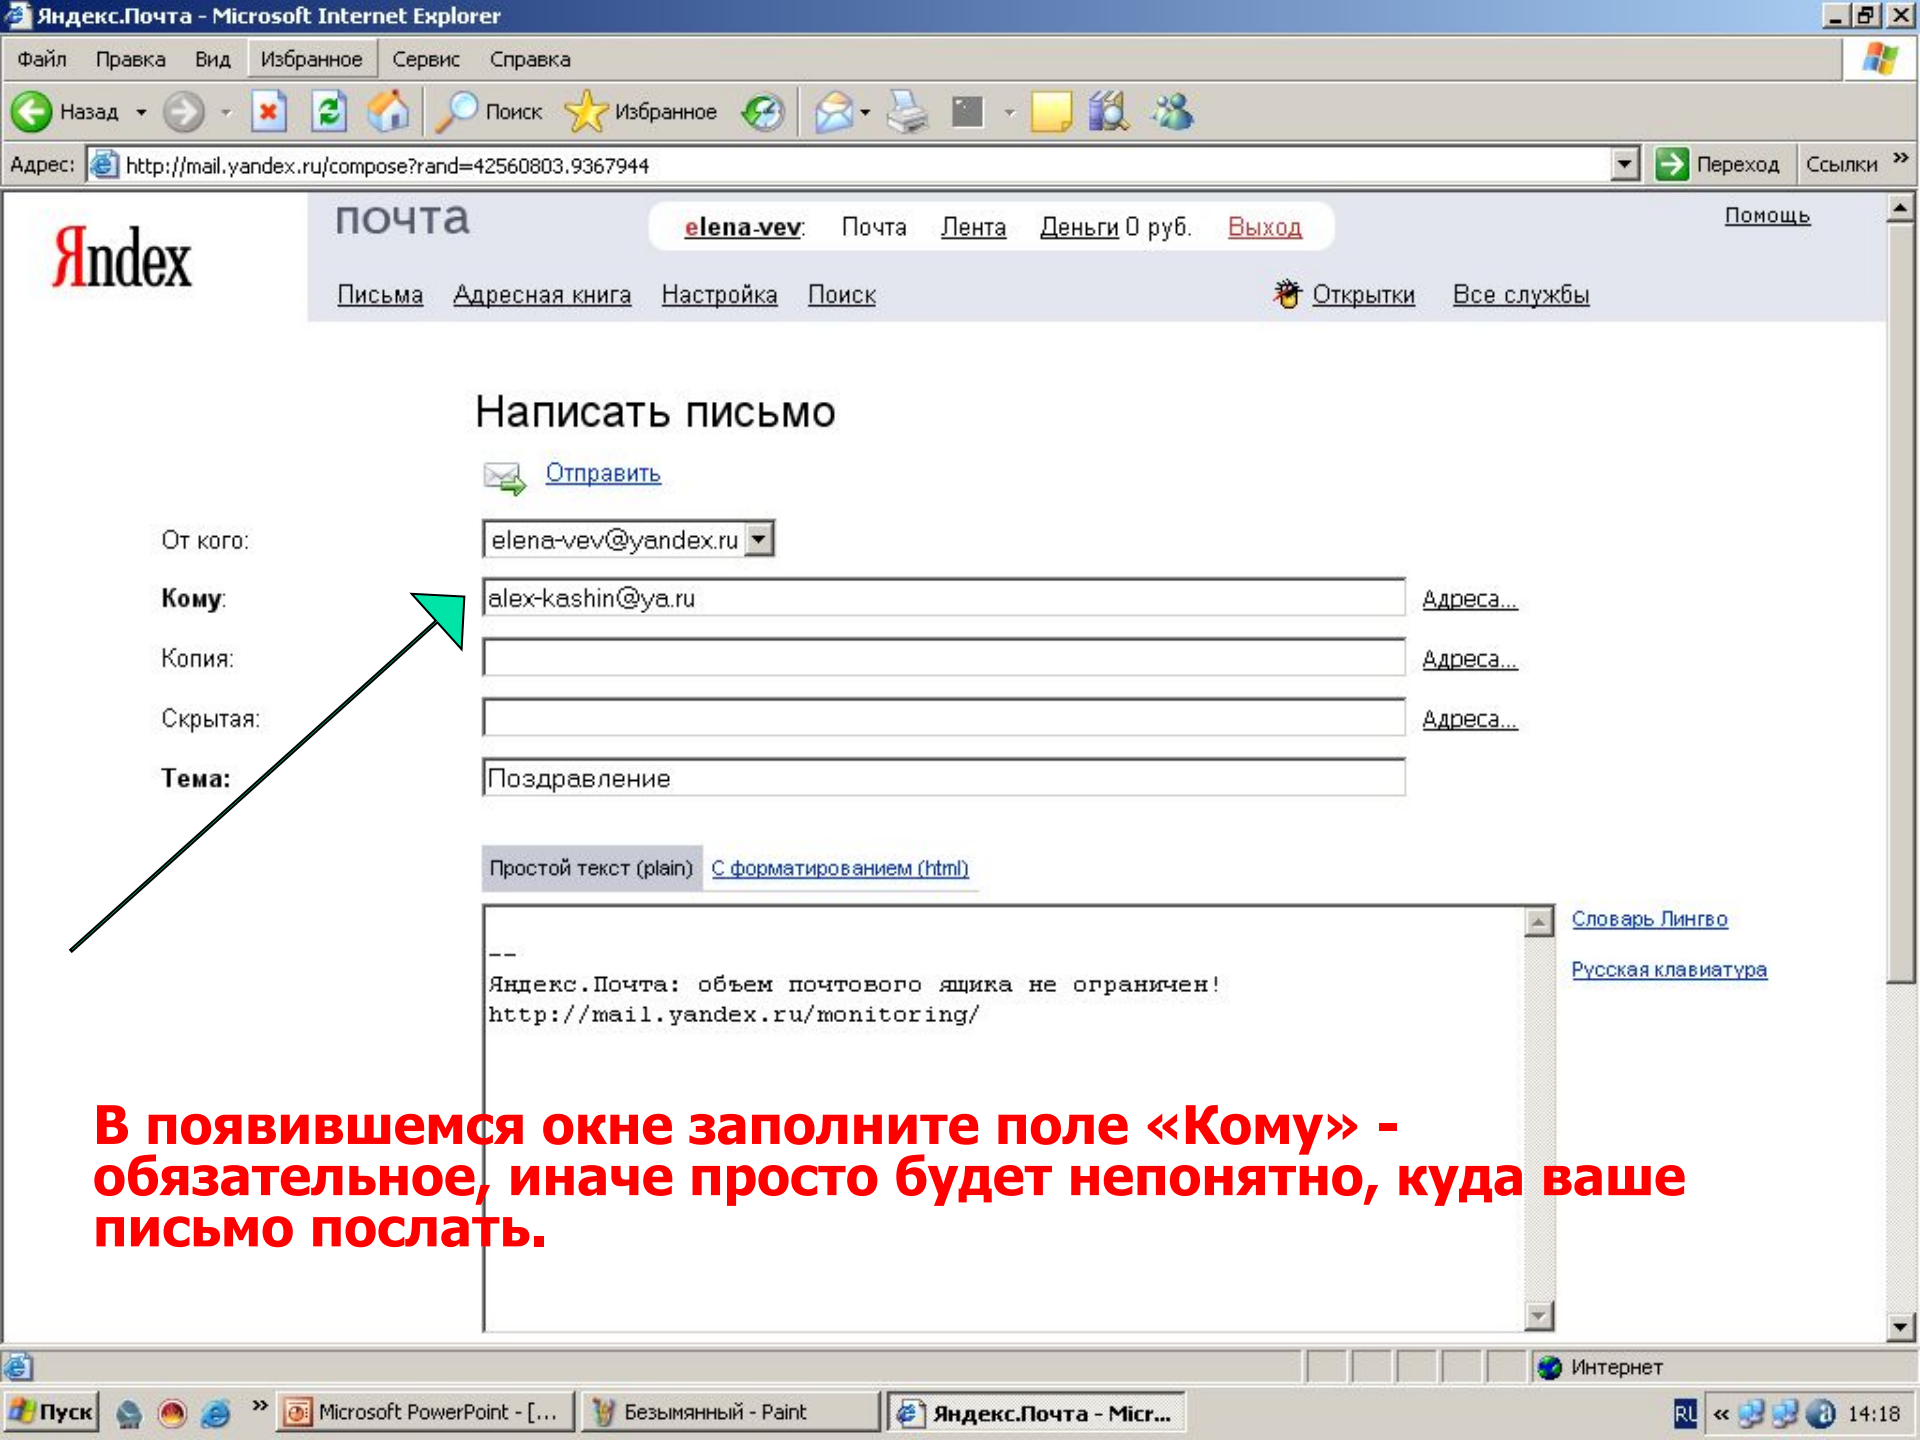 Яндекс.Почта - Microsoft Internet Explorer
Файл Правка Вид Избранное Сервис Справка
Назад Поиск Избранное
Адрес: http://mail.yandex.ru/compose?rand=42560803.9367944 Переход Ссылки »
Яndex
почта
elena-vev: Почта Лента Деньги 0 руб. Выход
Помощь
Письма Адресная книга Настройка Поиск Открытки Все службы
Написать письмо
Отправить
От кого: elena-vev@yandex.ru
Кому: alex-kashin@ya.ru Адреса...
Копия: Адреса...
Скрытая: Адреса...
Тема: Поздравление
Простой текст (plain) С форматированием (html)
--
Яндекс.Почта: объем почтового ящика не ограничен!
http://mail.yandex.ru/monitoring/
Словарь Лингво
Русская клавиатура
В появившемся окне заполните поле «Кому» -
обязательное, иначе просто будет непонятно, куда ваше
письмо послать.
Интернет
Пуск » Microsoft PowerPoint - [... Безымянный - Paint Яндекс.Почта - Micr... RU « 14:18